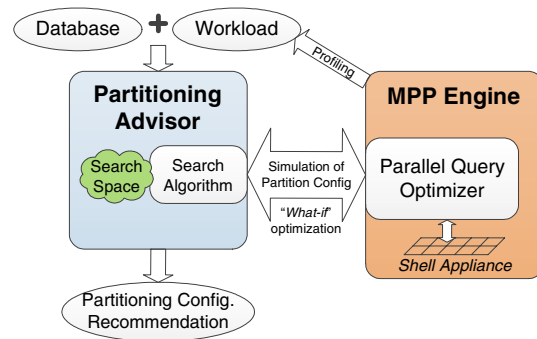 Database
+
Workload
Profiling
Partitioning
Advisor
MPP Engine
Search
Space
Search
Algorithm
Simulation of
Partition Config
"What-if"
optimization
Parallel Query
Optimizer
Shell Appliance
Partitioning Config.
Recommendation